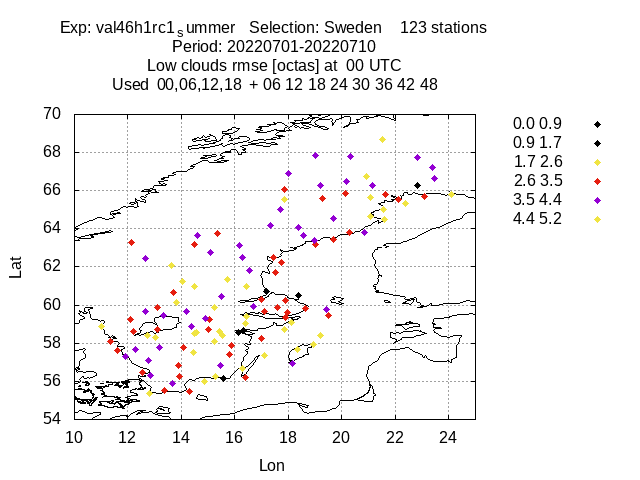 Exp: val46h1rc1s ummer Selection: Sweden 123 stations
Period: 20220701-20220710
Low clouds rmse [octas] at 00 UTC
Used 00,06,12,18 + 06 12 18 24 30 36 42 48
70
68
66
64
62
60
58
56
54
Lat
10 12 14 16 18 20 22 24
Lon
0.0 0.9
0.9 1.7
1.7 2.6
2.6 3.5
3.5 4.4
4.4 5.2